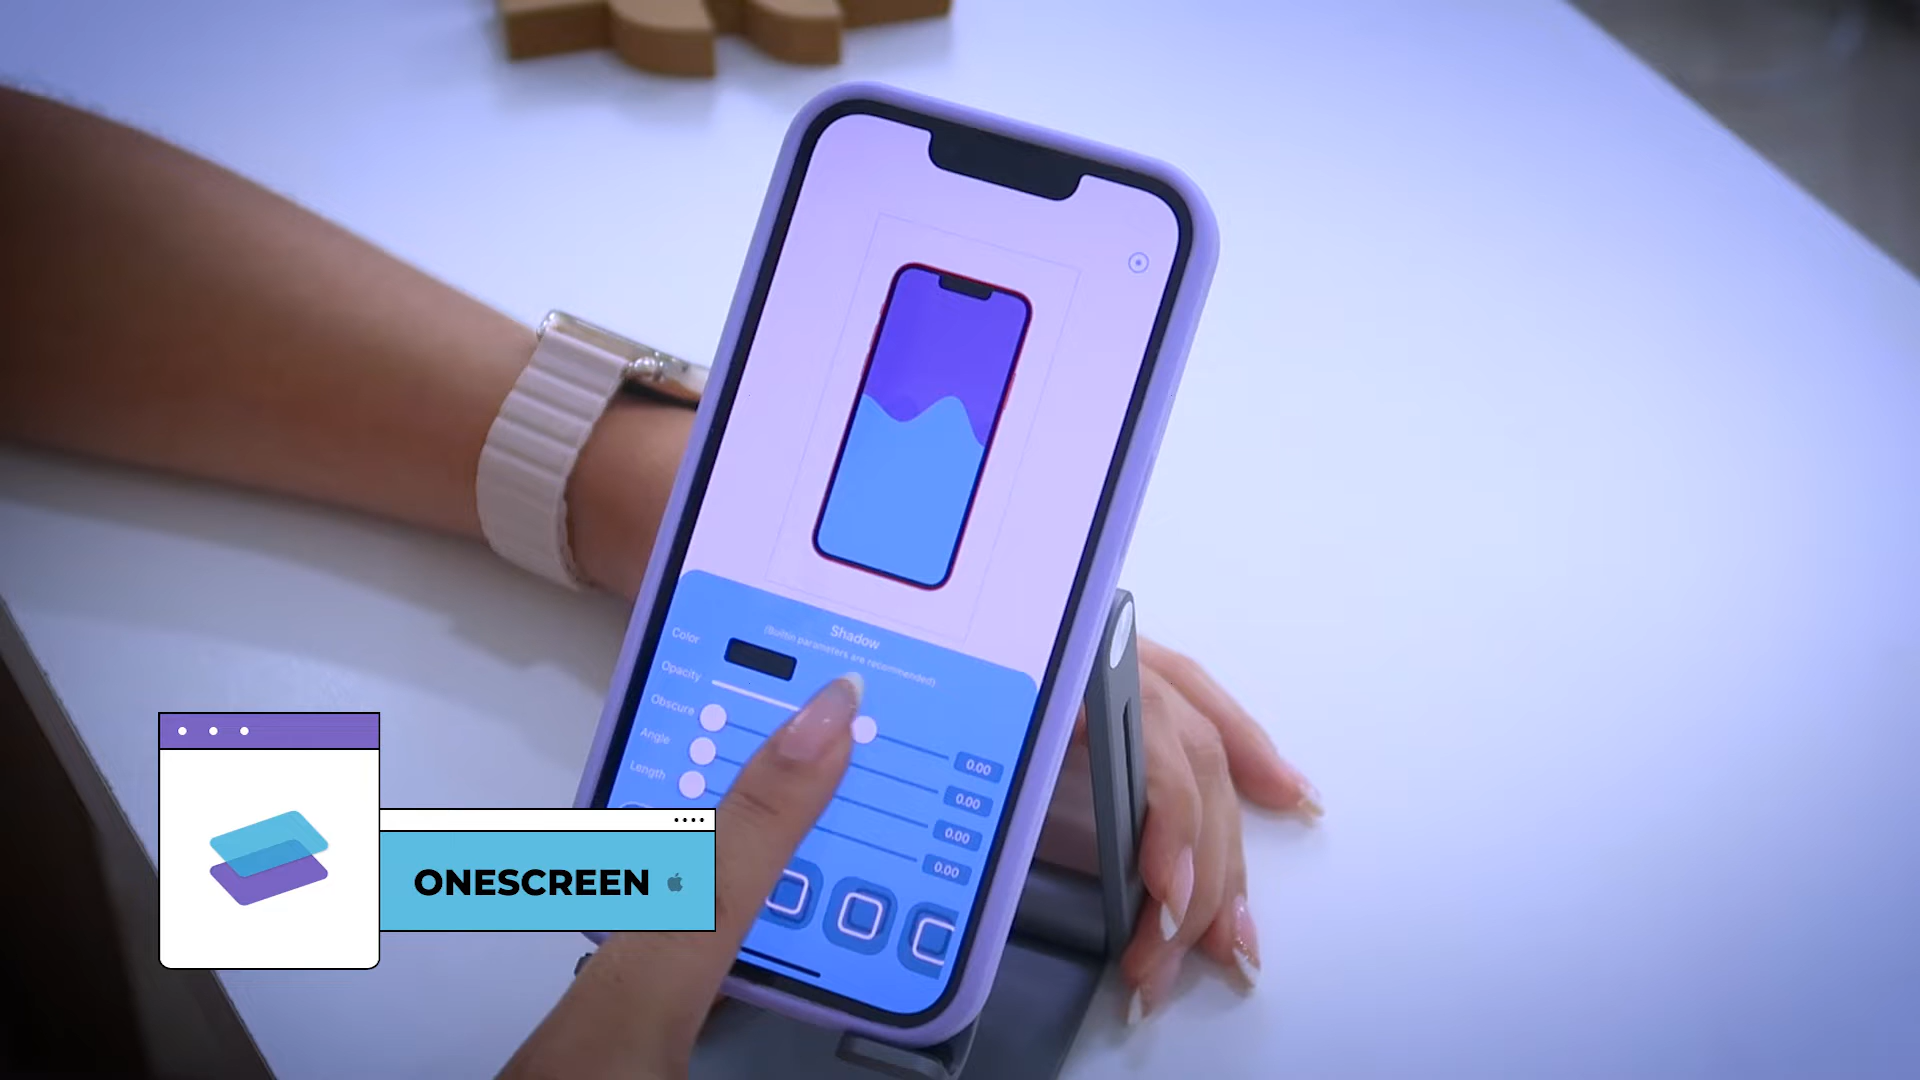 Shadow
(Builtin parameters are recommended)
Color
Opacity
Obscure
0.00
Angle
0.00
Length
0.00
0.00
ONESCREEN